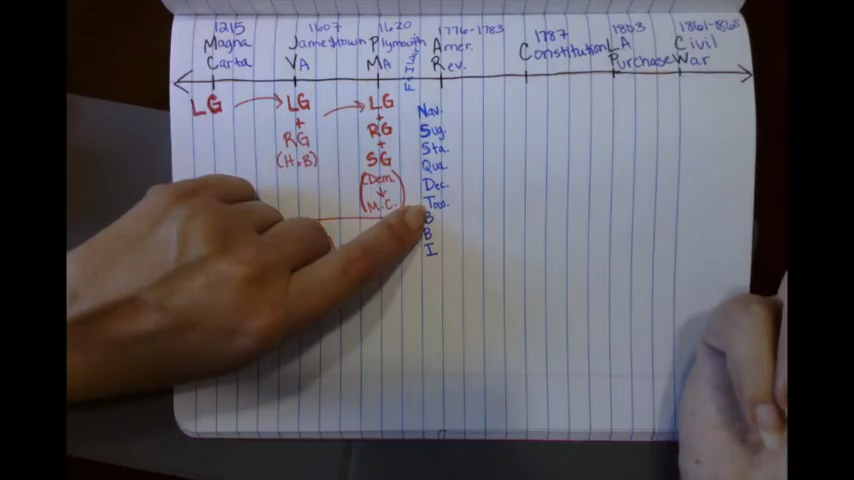 1215
Magna
Carta
1607
Jamestown
VA
1620
Plymouth
MA
1776-1783
Amer.
Rev.
1787
Constitution
1803
LA
Purchase
1861-1865
Civil
War
LG
LG
+
RG
(H.B)
LG
+
RG
+
SG
(Dem.
M.C.)
Nav.
Sug.
Sta.
Qua.
Dec.
Tow.
B
B
I